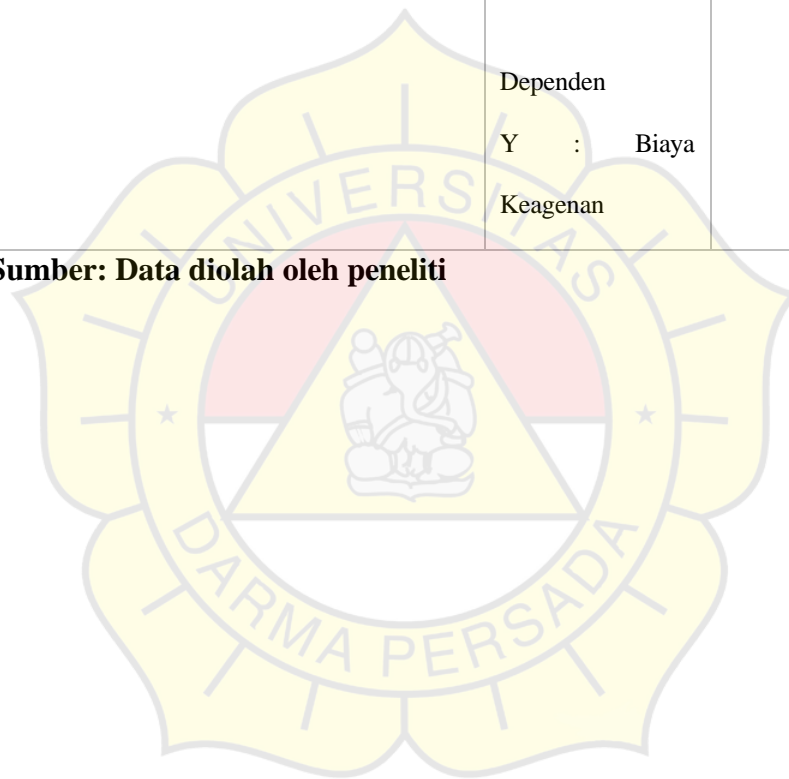 Dependen
Y : Biaya
Keagenan
Sumber: Data diolah oleh peneliti
UNIVERSITAS
DARMA PERSADA